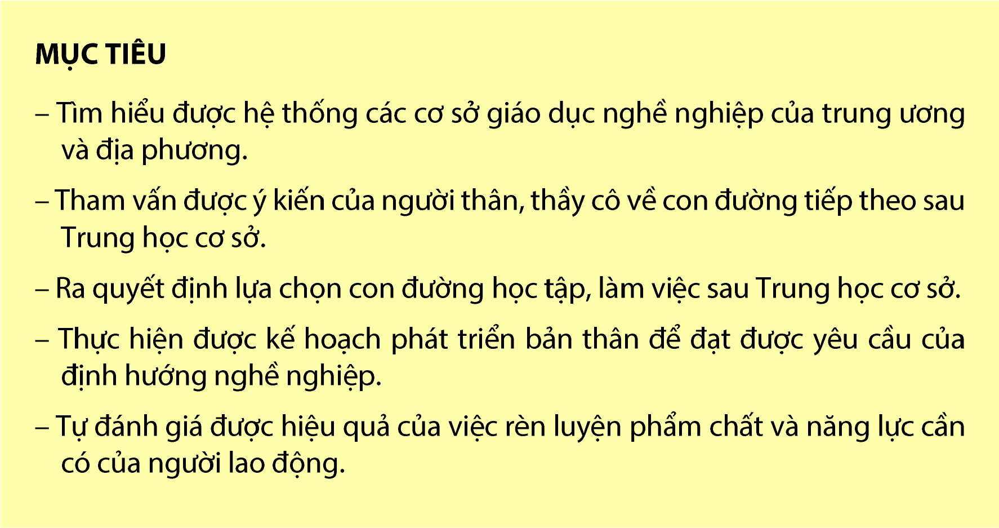 MỤC TIÊU
– Tìm hiểu được hệ thống các cơ sở giáo dục nghề nghiệp của trung ương
và địa phương.
– Tham vấn được ý kiến của người thân, thầy cô về con đường tiếp theo sau
Trung học cơ sở.
– Ra quyết định lựa chọn con đường học tập, làm việc sau Trung học cơ sở.
– Thực hiện được kế hoạch phát triển bản thân để đạt được yêu cầu của
định hướng nghề nghiệp.
– Tự đánh giá được hiệu quả của việc rèn luyện phẩm chất và năng lực cần
có của người lao động.